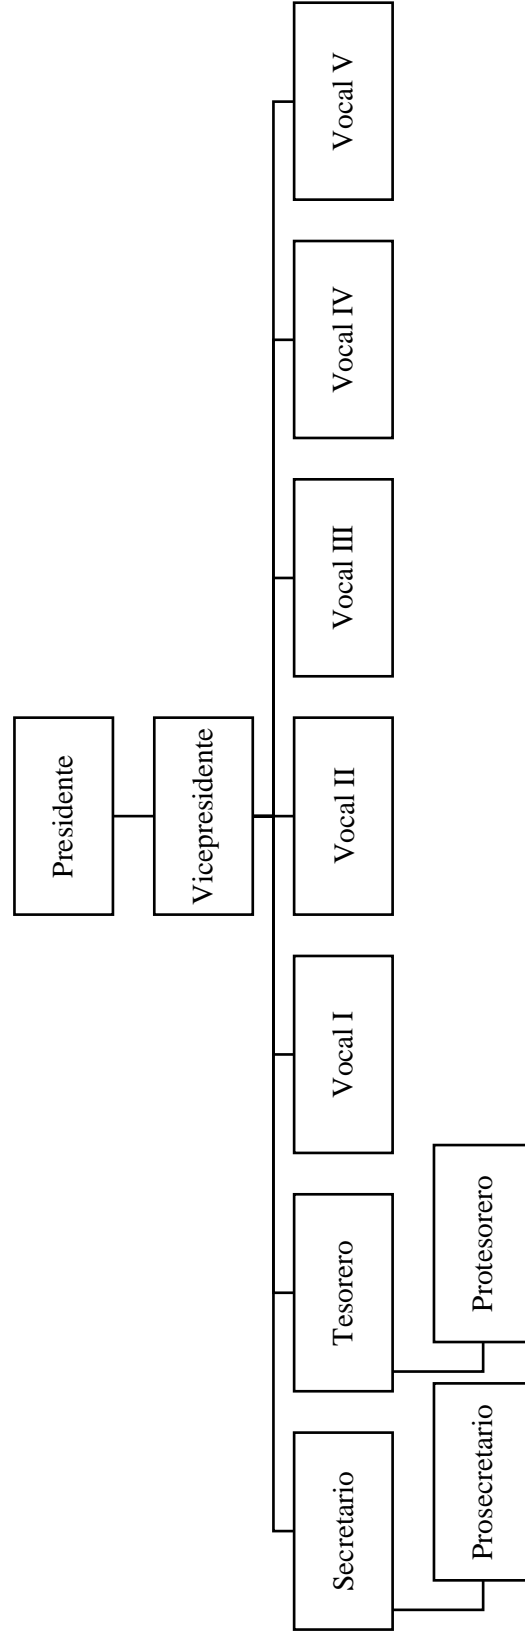 Presidente
Vicepresidente
Secretario
Tesorero
Vocal I
Vocal II
Vocal III
Vocal IV
Vocal V
Prosecretario
Protesorero